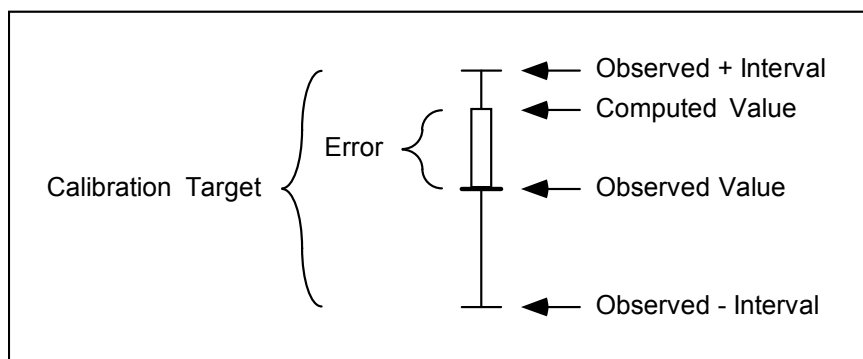 Observed + Interval
Computed Value
Error
Calibration Target
Observed Value
Observed - Interval